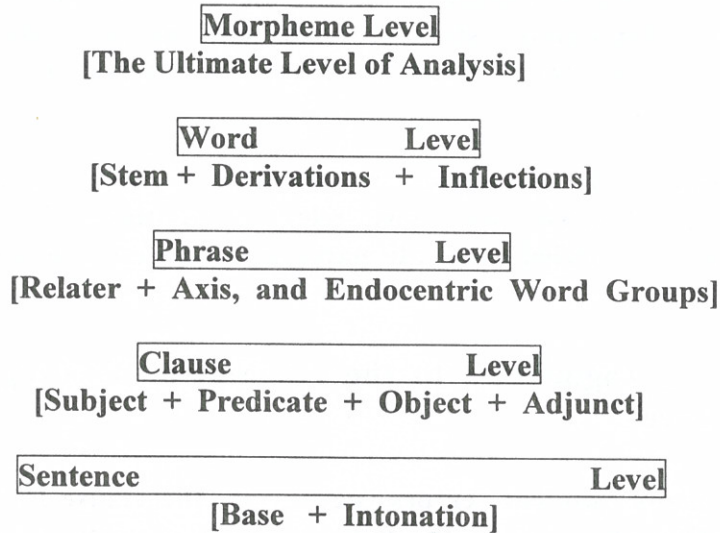 Morpheme Level
[The Ultimate Level of Analysis]
Word Level
[Stem + Derivations + Inflections]
Phrase Level
[Relater + Axis, and Endocentric Word Groups]
Clause Level
[Subject + Predicate + Object + Adjunct]
Sentence Level
[Base + Intonation]